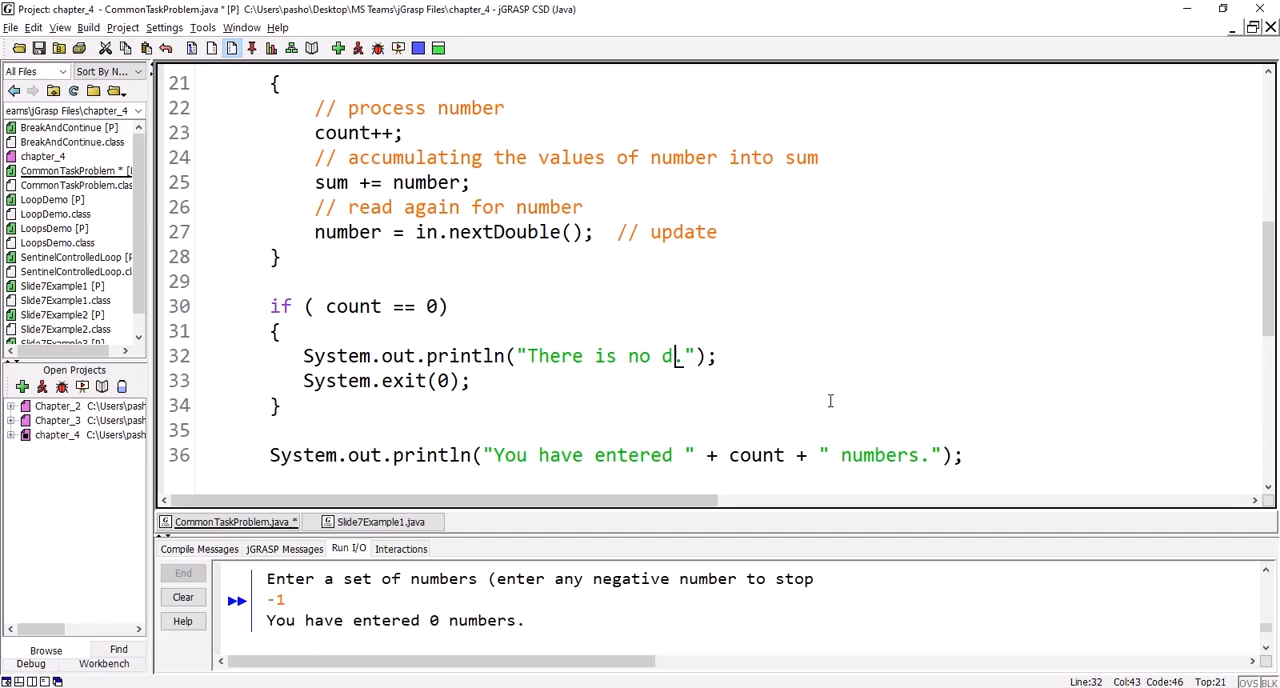 Project: chapter_4 - CommonTaskProblem.java * [P] C:\Users\pasho\Desktop\MS Teams\jGrasp Files\chapter_4 - jGRASP CSD (Java)
File Edit View Build Project Settings Tools Window Help
All Files Sort By N...
eams\jGrasp Files\chapter_4
BreakAndContinue [P]
BreakAndContinue.class
chapter_4
CommonTaskProblem * [
CommonTaskProblem.clas
LoopDemo [P]
LoopDemo.class
LoopsDemo [P]
LoopsDemo.class
SentinelControlledLoop [P
SentinelControlledLoop.cl
Slide7Example1 [P]
Slide7Example1.class
Slide7Example2 [P]
Slide7Example2.class
Slide7Example3 [P]
Open Projects
Chapter_2 C:\Users\pash
Chapter_3 C:\Users\pash
chapter_4 C:\Users\pash
Browse Find
Debug Workbench
21 {
22 // process number
23 count++;
24 // accumulating the values of number into sum
25 sum += number;
26 // read again for number
27 number = in.nextDouble(); // update
28 }
29
30 if ( count == 0)
31 {
32 System.out.println("There is no d.");
33 System.exit(0);
34 }
35
36 System.out.println("You have entered " + count + " numbers.");
CommonTaskProblem.java * Slide7Example1.java
Compile Messages jGRASP Messages Run I/O Interactions
End
Clear
Help
Enter a set of numbers (enter any negative number to stop
-1
You have entered 0 numbers.
Line:32 Col:43 Code:46 Top:21 OVS BLK